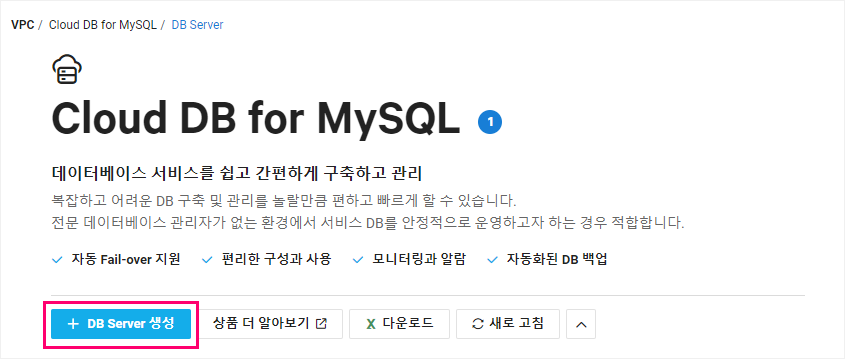 VPC / Cloud DB for MySQL / DB Server
Cloud DB for MySQL 1
데이터베이스 서비스를 쉽고 간편하게 구축하고 관리
복잡하고 어려운 DB 구축 및 관리를 놀랄만큼 편하고 빠르게 할 수 있습니다.
전문 데이터베이스 관리자가 없는 환경에서 서비스 DB를 안정적으로 운영하고자 하는 경우 적합합니다.
자동 Fail-over 지원 편리한 구성과 사용 모니터링과 알람 자동화된 DB 백업
+ DB Server 생성 상품 더 알아보기 X 다운로드 새로 고침